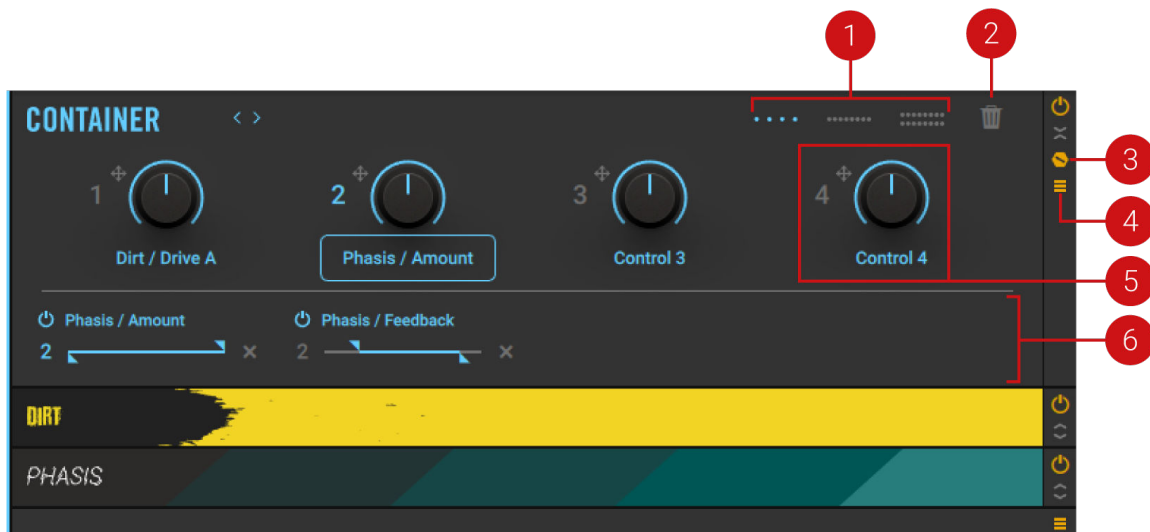 1 2
CONTAINER
3
1 2 3 4
4
Dirt / Drive A Phasis / Amount Control 3 Control 4
5
Phasis / Amount Phasis / Feedback
2 2
6
DIRT
PHASIS